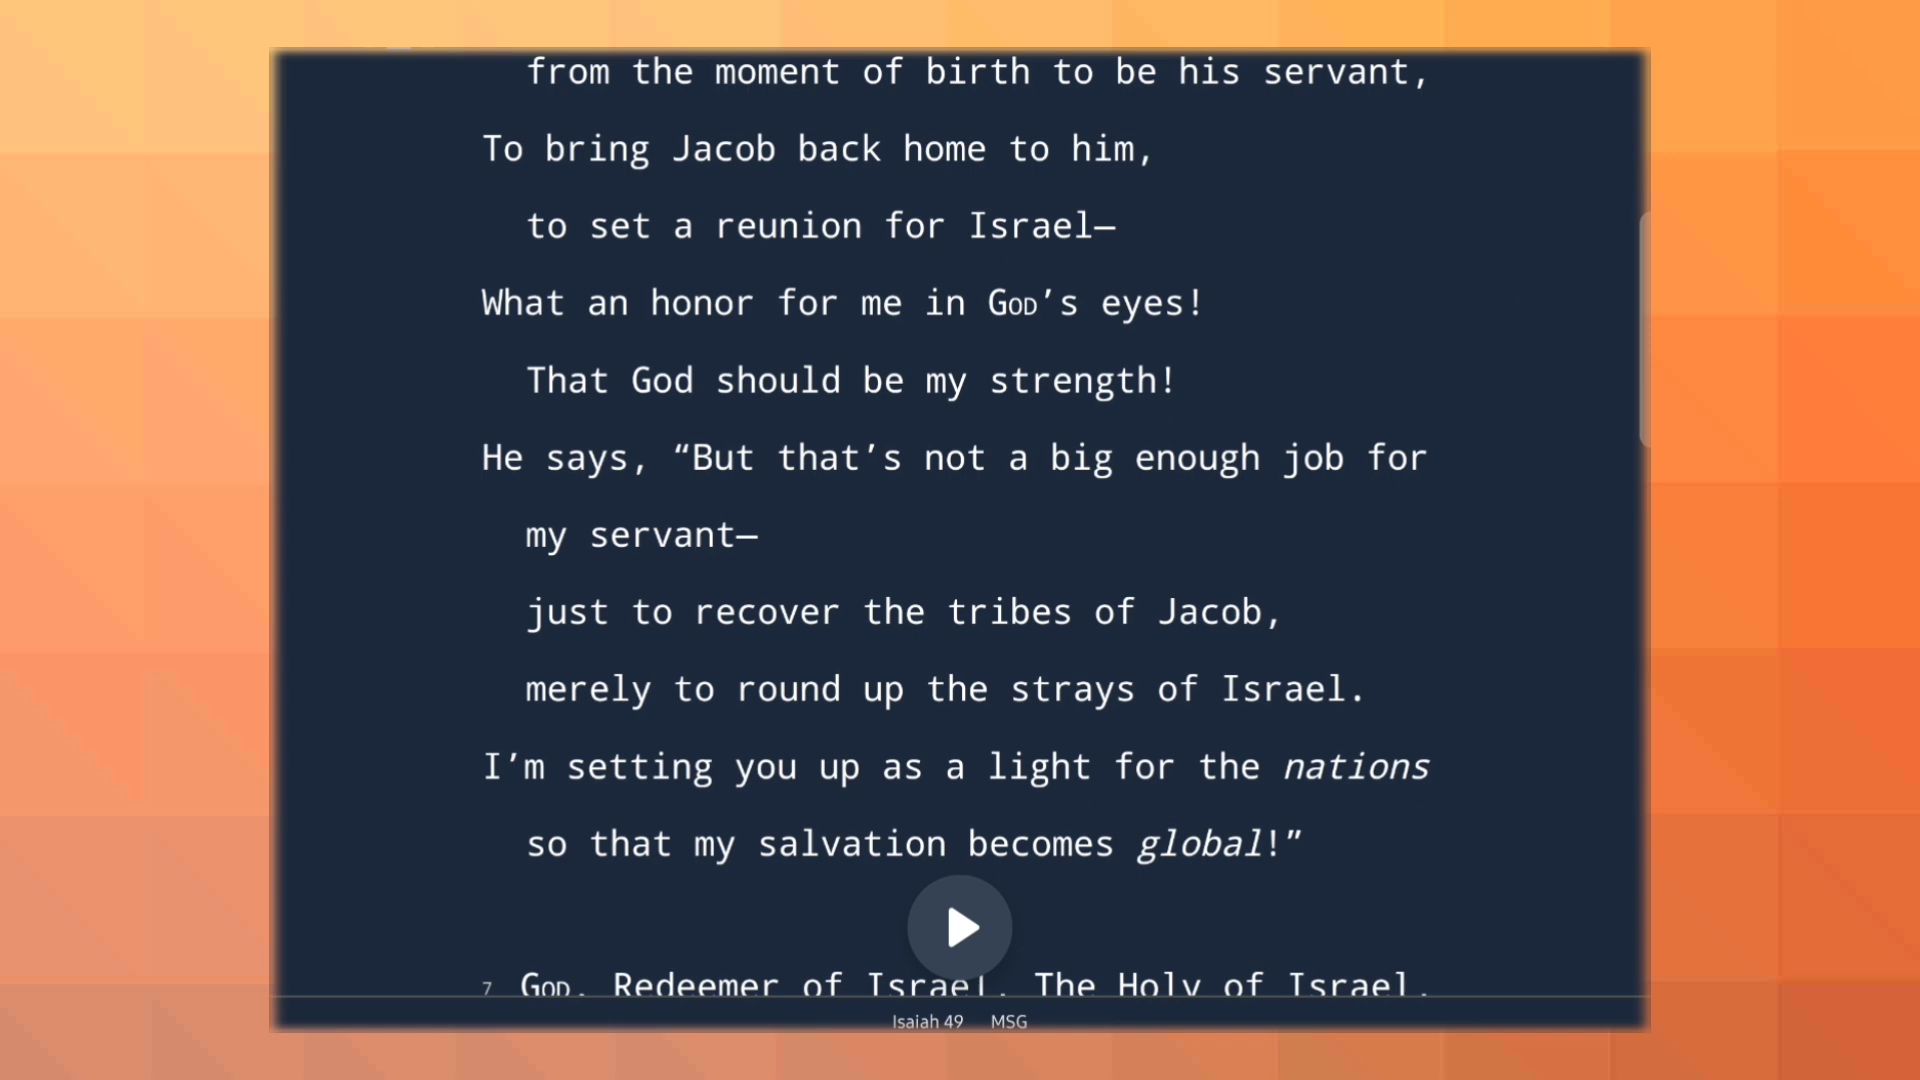 from the moment of birth to be his servant,
To bring Jacob back home to him,
to set a reunion for Israel—
What an honor for me in God’s eyes!
That God should be my strength!
He says, “But that’s not a big enough job for
my servant—
just to recover the tribes of Jacob,
merely to round up the strays of Israel.
I’m setting you up as a light for the nations
so that my salvation becomes global!”
7 God, Redeemer of Israel, The Holy of Israel,
Isaiah 49 MSG